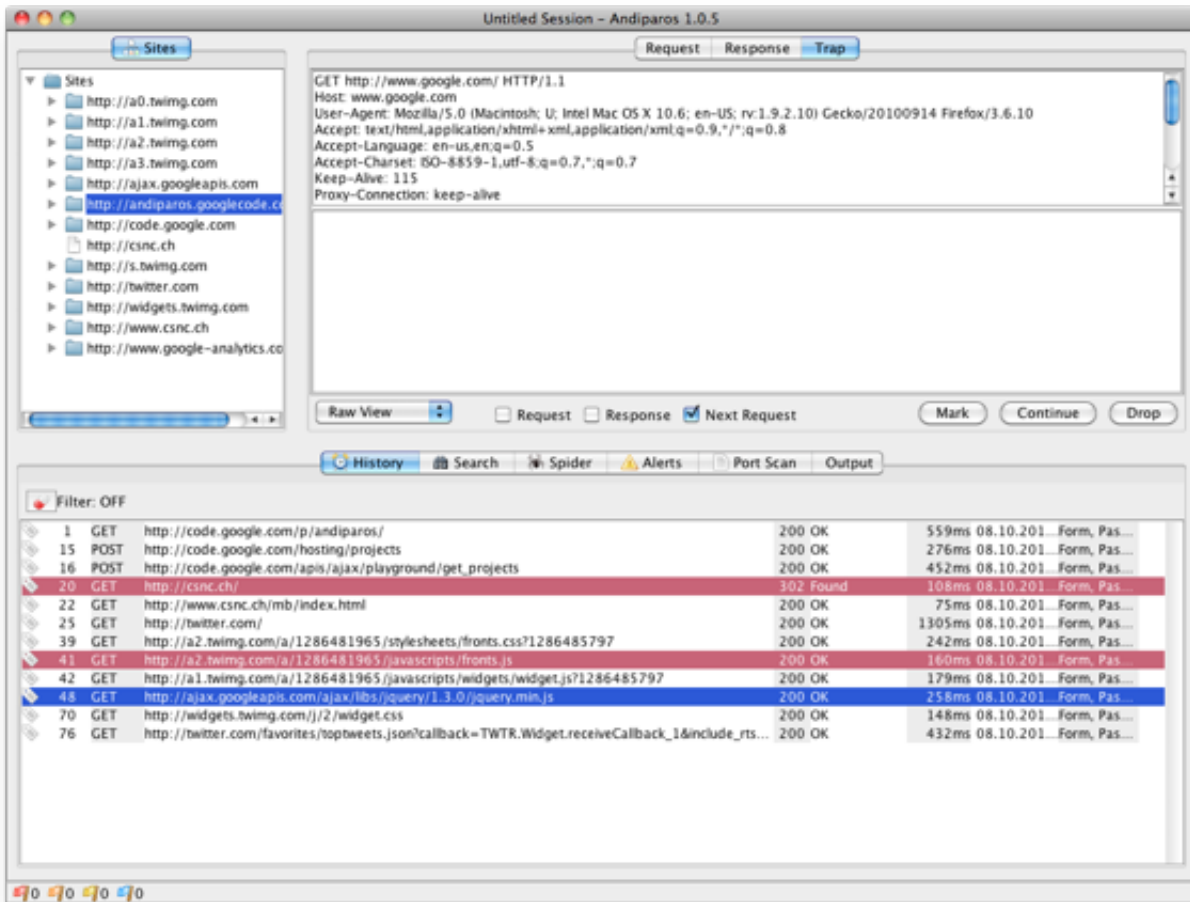 Untitled Session – Andiparos 1.0.5
Sites
Request Response Trap
Sites
http://a0.twimg.com
http://a1.twimg.com
http://a2.twimg.com
http://a3.twimg.com
http://ajax.googleapis.com
http://andiparos.googlecode.co
http://code.google.com
http://csnc.ch
http://s.twimg.com
http://twitter.com
http://widgets.twimg.com
http://www.csnc.ch
http://www.google-analytics.co
GET http://www.google.com/ HTTP/1.1
Host: www.google.com
User-Agent: Mozilla/5.0 (Macintosh; U; Intel Mac OS X 10.6; en-US; rv:1.9.2.10) Gecko/20100914 Firefox/3.6.10
Accept: text/html,application/xhtml+xml,application/xml;q=0.9,*/*;q=0.8
Accept-Language: en-us,en;q=0.5
Accept-Charset: ISO-8859-1,utf-8;q=0.7,*;q=0.7
Keep-Alive: 115
Proxy-Connection: keep-alive
Raw View Request Response Next Request Mark Continue Drop
History Search Spider Alerts Port Scan Output
Filter: OFF
1 GET http://code.google.com/p/andiparos/ 200 OK 559ms 08.10.201... Form, Pas...
15 POST http://code.google.com/hosting/projects 200 OK 276ms 08.10.201... Form, Pas...
16 POST http://code.google.com/apis/ajax/playground/get_projects 200 OK 452ms 08.10.201... Form, Pas...
20 GET http://csnc.ch/ 302 Found 108ms 08.10.201... Form, Pas...
22 GET http://www.csnc.ch/mb/index.html 200 OK 75ms 08.10.201... Form, Pas...
25 GET http://twitter.com/ 200 OK 1305ms 08.10.201... Form, Pas...
39 GET http://a2.twimg.com/a/1286481965/stylesheets/fronts.css?1286485797 200 OK 242ms 08.10.201... Form, Pas...
41 GET http://a2.twimg.com/a/1286481965/javascripts/fronts.js 200 OK 160ms 08.10.201... Form, Pas...
42 GET http://a1.twimg.com/a/1286481965/javascripts/widgets/widget.js?1286485797 200 OK 179ms 08.10.201... Form, Pas...
48 GET http://ajax.googleapis.com/ajax/libs/jquery/1.3.0/jquery.min.js 200 OK 258ms 08.10.201... Form, Pas...
70 GET http://widgets.twimg.com/j/2/widget.css 200 OK 148ms 08.10.201... Form, Pas...
76 GET http://twitter.com/favorites/toptweets.json?callback=TWTR.Widget.receiveCallback_1&include_rts... 200 OK 432ms 08.10.201... Form, Pas...
0 0 0 0